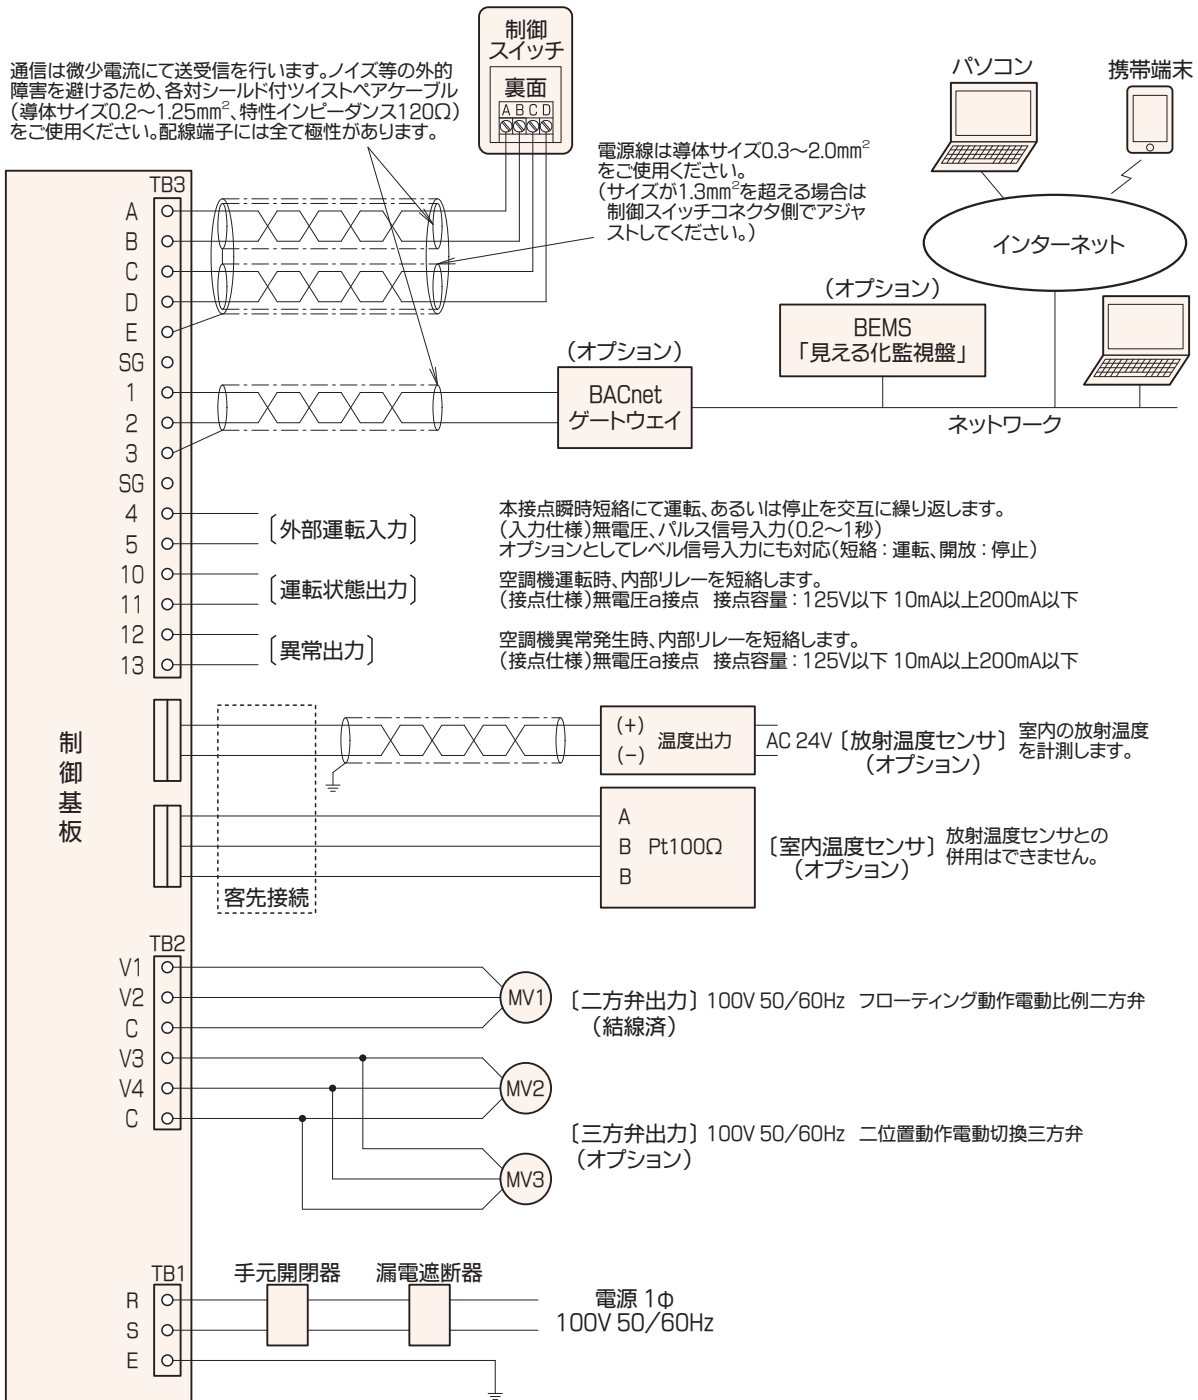 制御
スイッチ
裏面
A B C D
通信は微少電流にて送受信を行います。ノイズ等の外的
障害を避けるため、各対シールド付ツイストペアケーブル
(導体サイズ0.2〜1.25mm²、特性インピーダンス120Ω)
をご使用ください。配線端子には全て極性があります。
電源線は導体サイズ0.3〜2.0mm²
をご使用ください。
(サイズが1.3mm²を超える場合は
制御スイッチコネクタ側でアジャ
ストしてください。)
パソコン
携帯端末
インターネット
(オプション)
BEMS
「見える化監視盤」
(オプション)
BACnet
ゲートウェイ
ネットワーク
制御基板
TB3
A
B
C
D
E
SG
1
2
3
SG
4
5
10
11
12
13
〔外部運転入力〕
本接点瞬時短絡にて運転、あるいは停止を交互に繰り返します。
(入力仕様)無電圧、パルス信号入力(0.2〜1秒)
オプションとしてレベル信号入力にも対応(短絡:運転、開放:停止)
〔運転状態出力〕
空調機運転時、内部リレーを短絡します。
(接点仕様)無電圧a接点 接点容量:125V以下 10mA以上200mA以下
〔異常出力〕
空調機異常発生時、内部リレーを短絡します。
(接点仕様)無電圧a接点 接点容量:125V以下 10mA以上200mA以下
(+)
(−)
温度出力
AC 24V〔放射温度センサ〕
(オプション)
室内の放射温度
を計測します。
A
B Pt100Ω
B
〔室内温度センサ〕
(オプション)
放射温度センサとの
併用はできません。
客先接続
TB2
V1
V2
C
V3
V4
C
MV1
〔二方弁出力〕100V 50/60Hz フローティング動作電動比例二方弁
(結線済)
MV2
MV3
〔三方弁出力〕100V 50/60Hz 二位置動作電動切換三方弁
(オプション)
TB1
R
S
E
手元開閉器
漏電遮断器
電源 1Φ
100V 50/60Hz